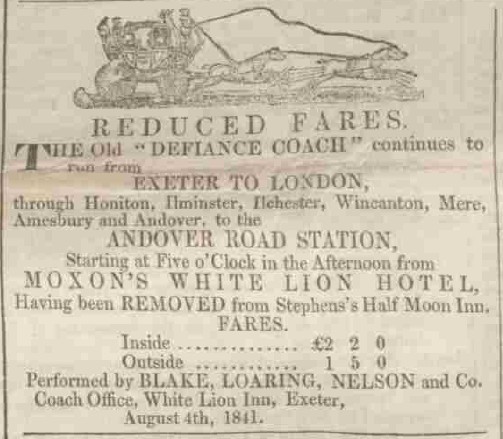 REDUCED FARES.
THE Old "DEFIANCE COACH" continues to
run from
EXETER TO LONDON,
through Honiton, Ilminster, Ilchester, Wincanton, Mere,
Amesbury and Andover, to the
ANDOVER ROAD STATION,
Starting at Five o'Clock in the Afternoon from
MOXON'S WHITE LION HOTEL,
Having been REMOVED from Stephens's Half Moon Inn.
FARES.
Inside .............. £2 2 0
Outside ............ 1 5 0
Performed by BLAKE, LOARING, NELSON and Co.
Coach Office, White Lion Inn, Exeter,
August 4th, 1841.